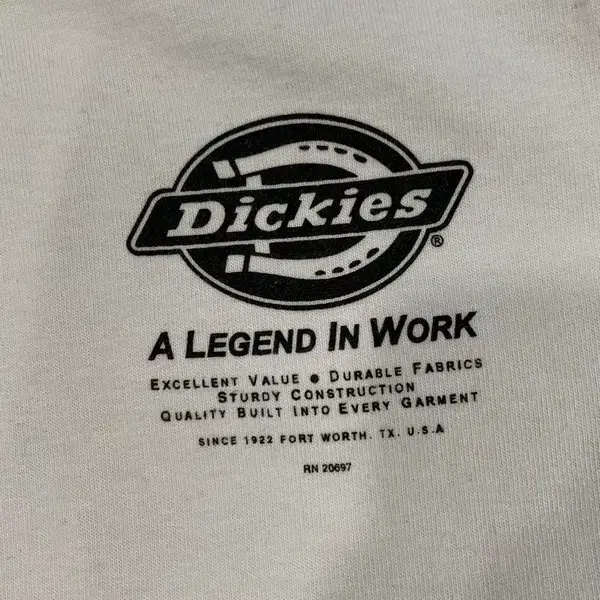 Dickies
®
A LEGEND IN WORK
EXCELLENT VALUE ● DURABLE FABRICS
STURDY CONSTRUCTION
QUALITY BUILT INTO EVERY GARMENT
SINCE 1922 FORT WORTH. TX. U.S.A
RN 20697